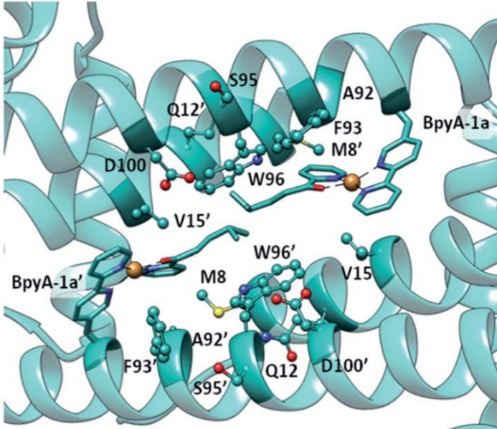 S95
A92
Q12’
F93
BpyA-1a
M8’
D100
W96
V15’
W96’
V15
BpyA-1a’
M8
A92’
F93’
Q12
D100’
S95’